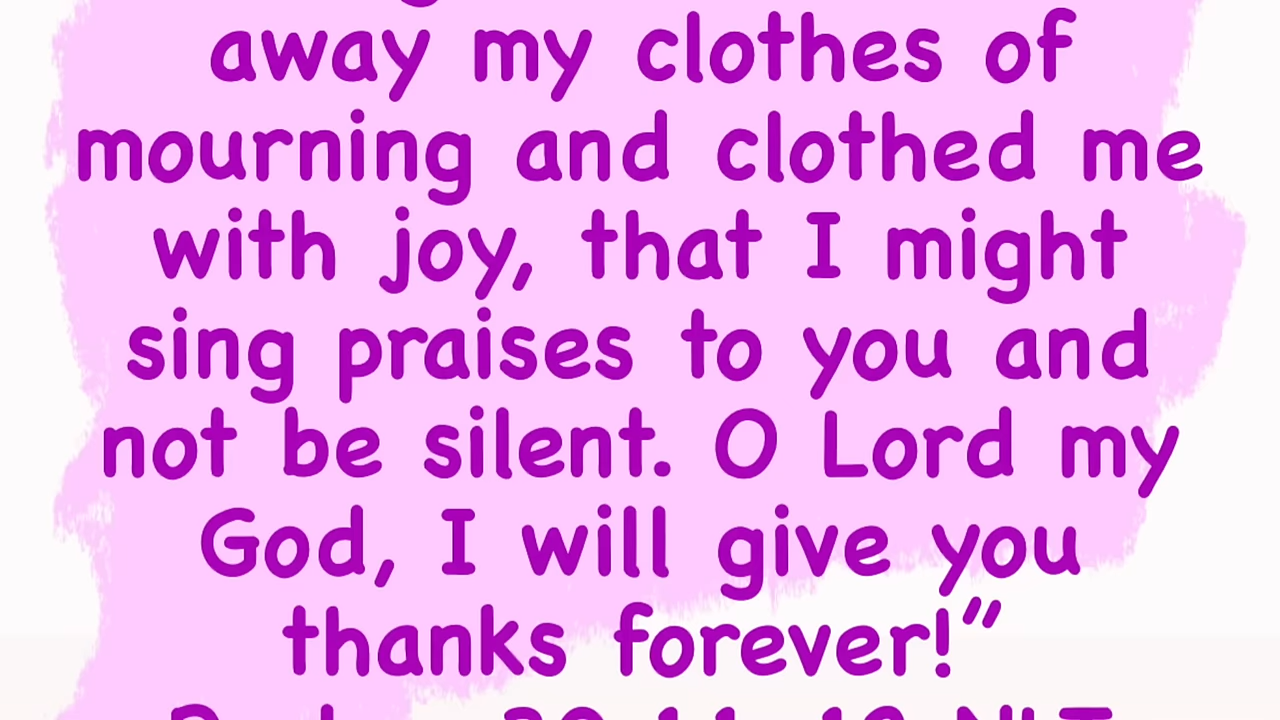 away my clothes of
mourning and clothed me
with joy, that I might
sing praises to you and
not be silent. O Lord my
God, I will give you
thanks forever!”